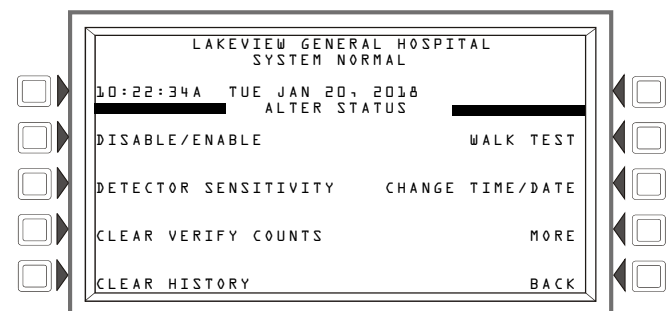 LAKEVIEW GENERAL HOSPITAL
SYSTEM NORMAL
10:22:34A TUE JAN 20, 2018
ALTER STATUS
DISABLE/ENABLE WALK TEST
DETECTOR SENSITIVITY CHANGE TIME/DATE
CLEAR VERIFY COUNTS MORE
CLEAR HISTORY BACK